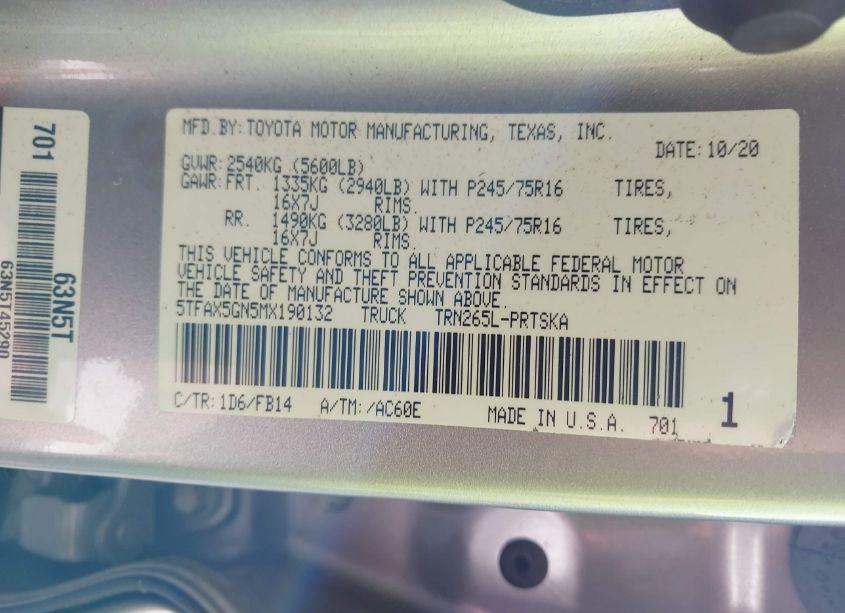 MFD.BY:TOYOTA MOTOR MANUFACTURING, TEXAS, INC.
DATE:10/20
GVWR:2540KG (5600LB)
GAWR:FRT. 1335KG (2940LB) WITH P245/75R16 TIRES,
16X7J RIMS.
RR. 1490KG (3280LB) WITH P245/75R16 TIRES,
16X7J RIMS.
THIS VEHICLE CONFORMS TO ALL APPLICABLE FEDERAL MOTOR
VEHICLE SAFETY AND THEFT PREVENTION STANDARDS IN EFFECT ON
THE DATE OF MANUFACTURE SHOWN ABOVE.
5TFAX5GN5MX190132 TRUCK TRN265L-PRTSKA
C/TR:1D6/FB14 A/TM:/AC60E MADE IN U.S.A. 701 1
701
63N5T
63N5T45290